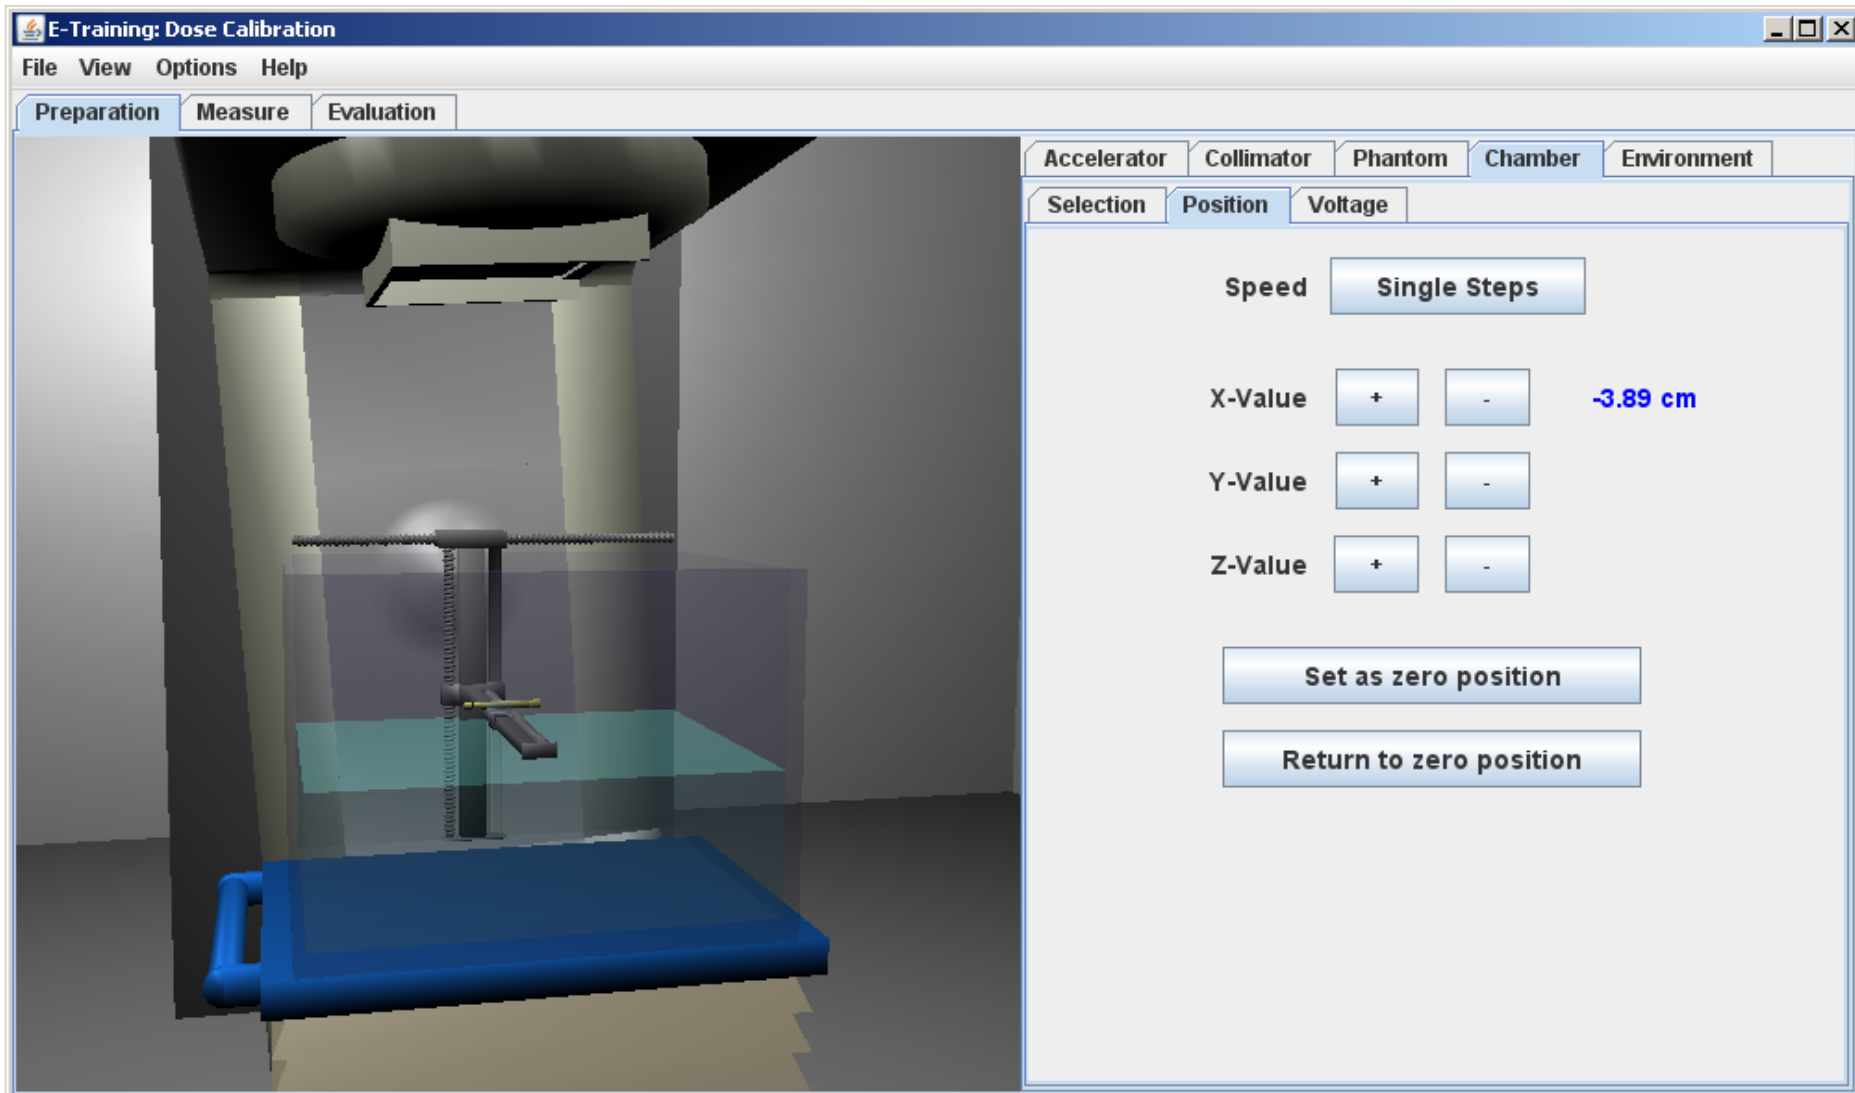 E-Training: Dose Calibration
File View Options Help
Preparation Measure Evaluation
Accelerator Collimator Phantom Chamber Environment
Selection Position Voltage
Speed Single Steps
X-Value + - -3.89 cm
Y-Value + -
Z-Value + -
Set as zero position
Return to zero position